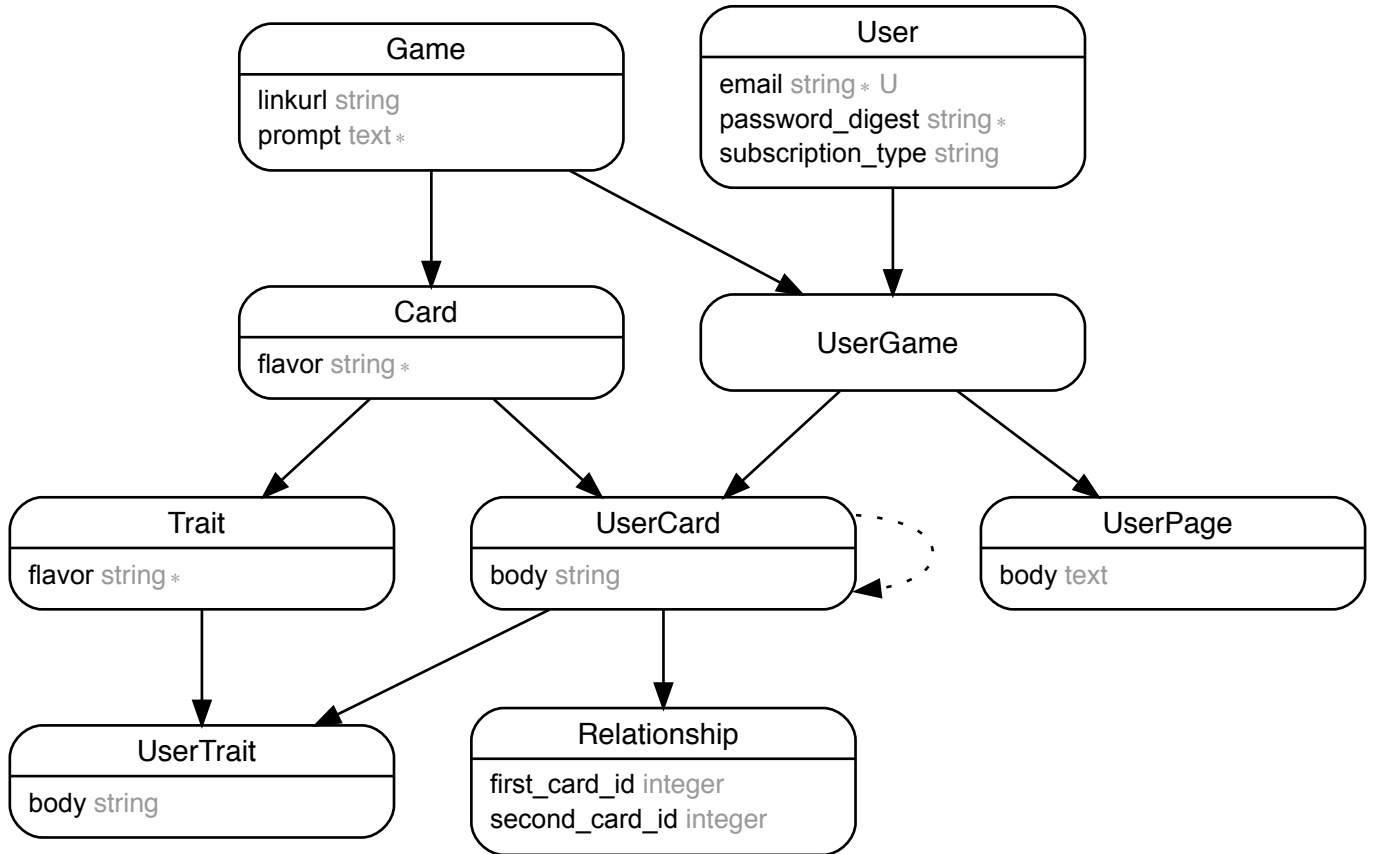 Game
linkurl string
prompt text *
User
email string * U
password_digest string *
subscription_type string
Card
flavor string *
UserGame
Trait
flavor string *
UserCard
body string
UserPage
body text
UserTrait
body string
Relationship
first_card_id integer
second_card_id integer